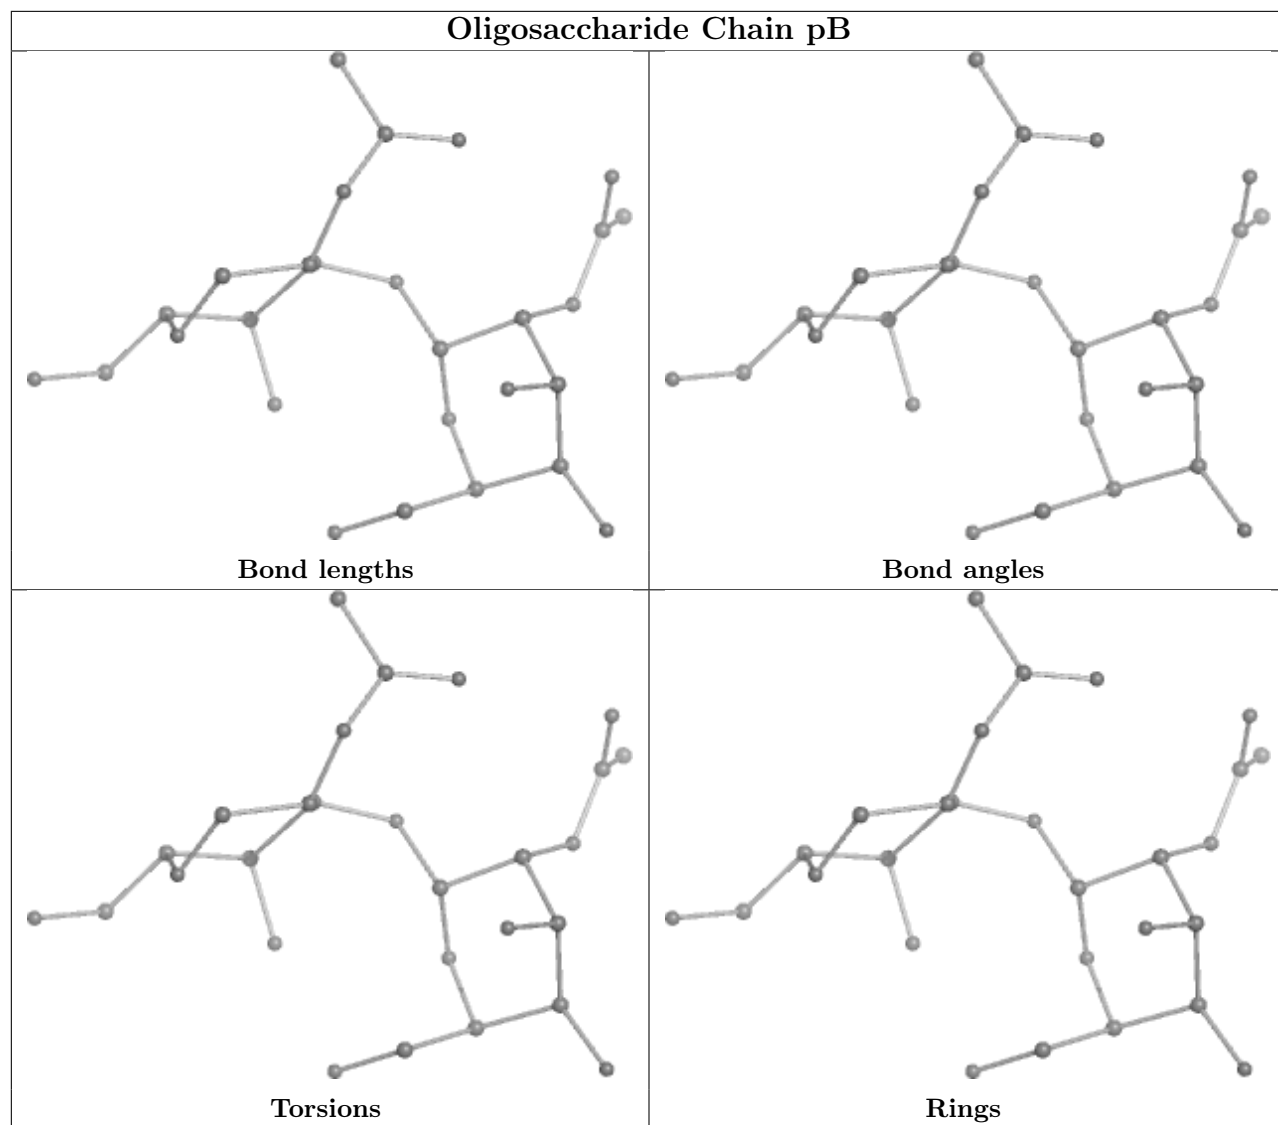 Oligosaccharide Chain pB
Bond lengths
Bond angles
Torsions
Rings